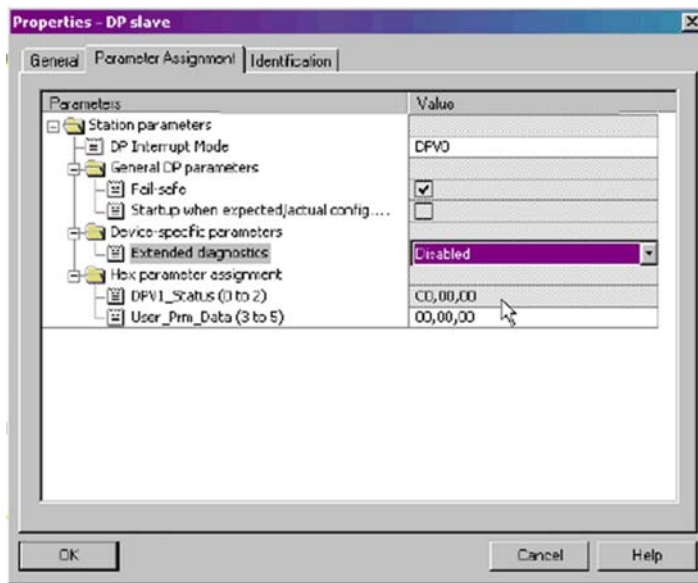 Properties - DP slave
General Parameter Assignment Identification
Parameters Value
Station parameters
DP Interrupt Mode DPV0
General DP parameters
Fail-safe
Startup when expected/actual config....
Device-specific parameters
Extended diagnostics Disabled
Hex parameter assignment
DPV1_Status (0 to 2) C0,00,00
User_Prm_Data (3 to 5) 00,00,00
OK Cancel Help